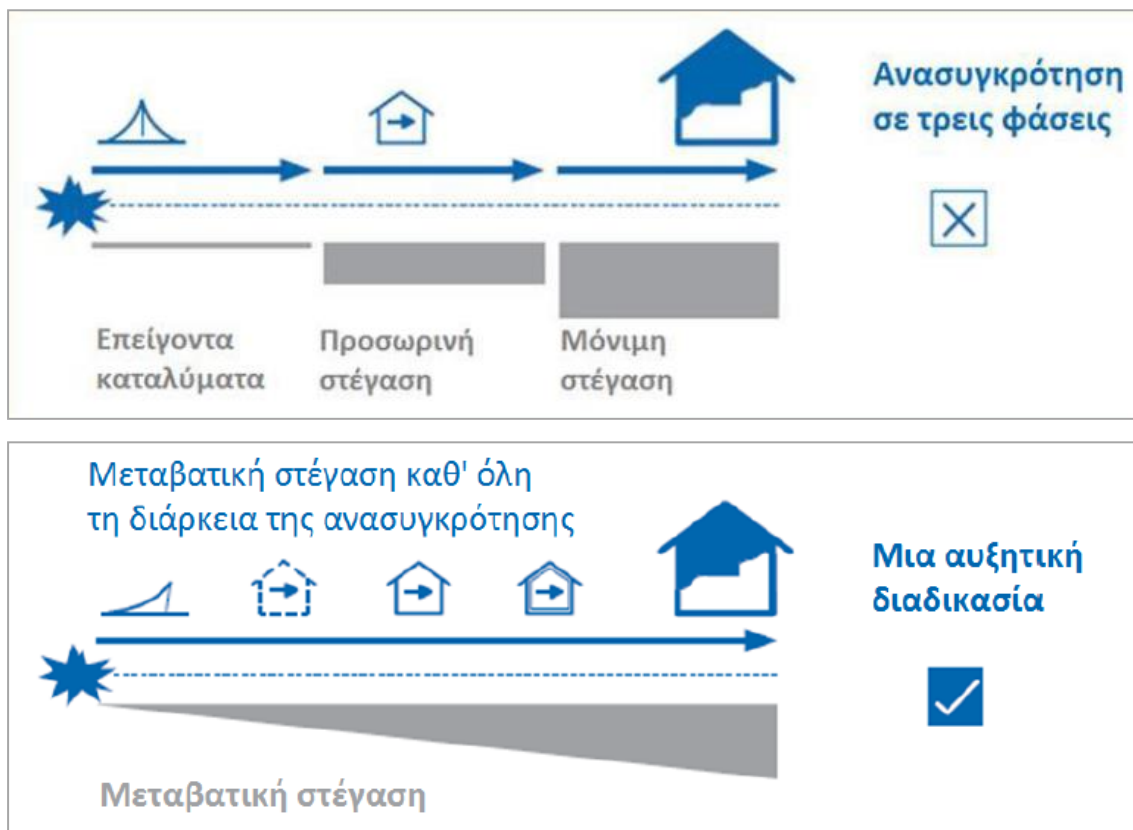 Ανασυγκρότηση
σε τρεις φάσεις
Επείγοντα
καταλύματα
Προσωρινή
στέγαση
Μόνιμη
στέγαση
Μεταβατική στέγαση καθ' όλη
τη διάρκεια της ανασυγκρότησης
Μια αυξητική
διαδικασία
Μεταβατική στέγαση